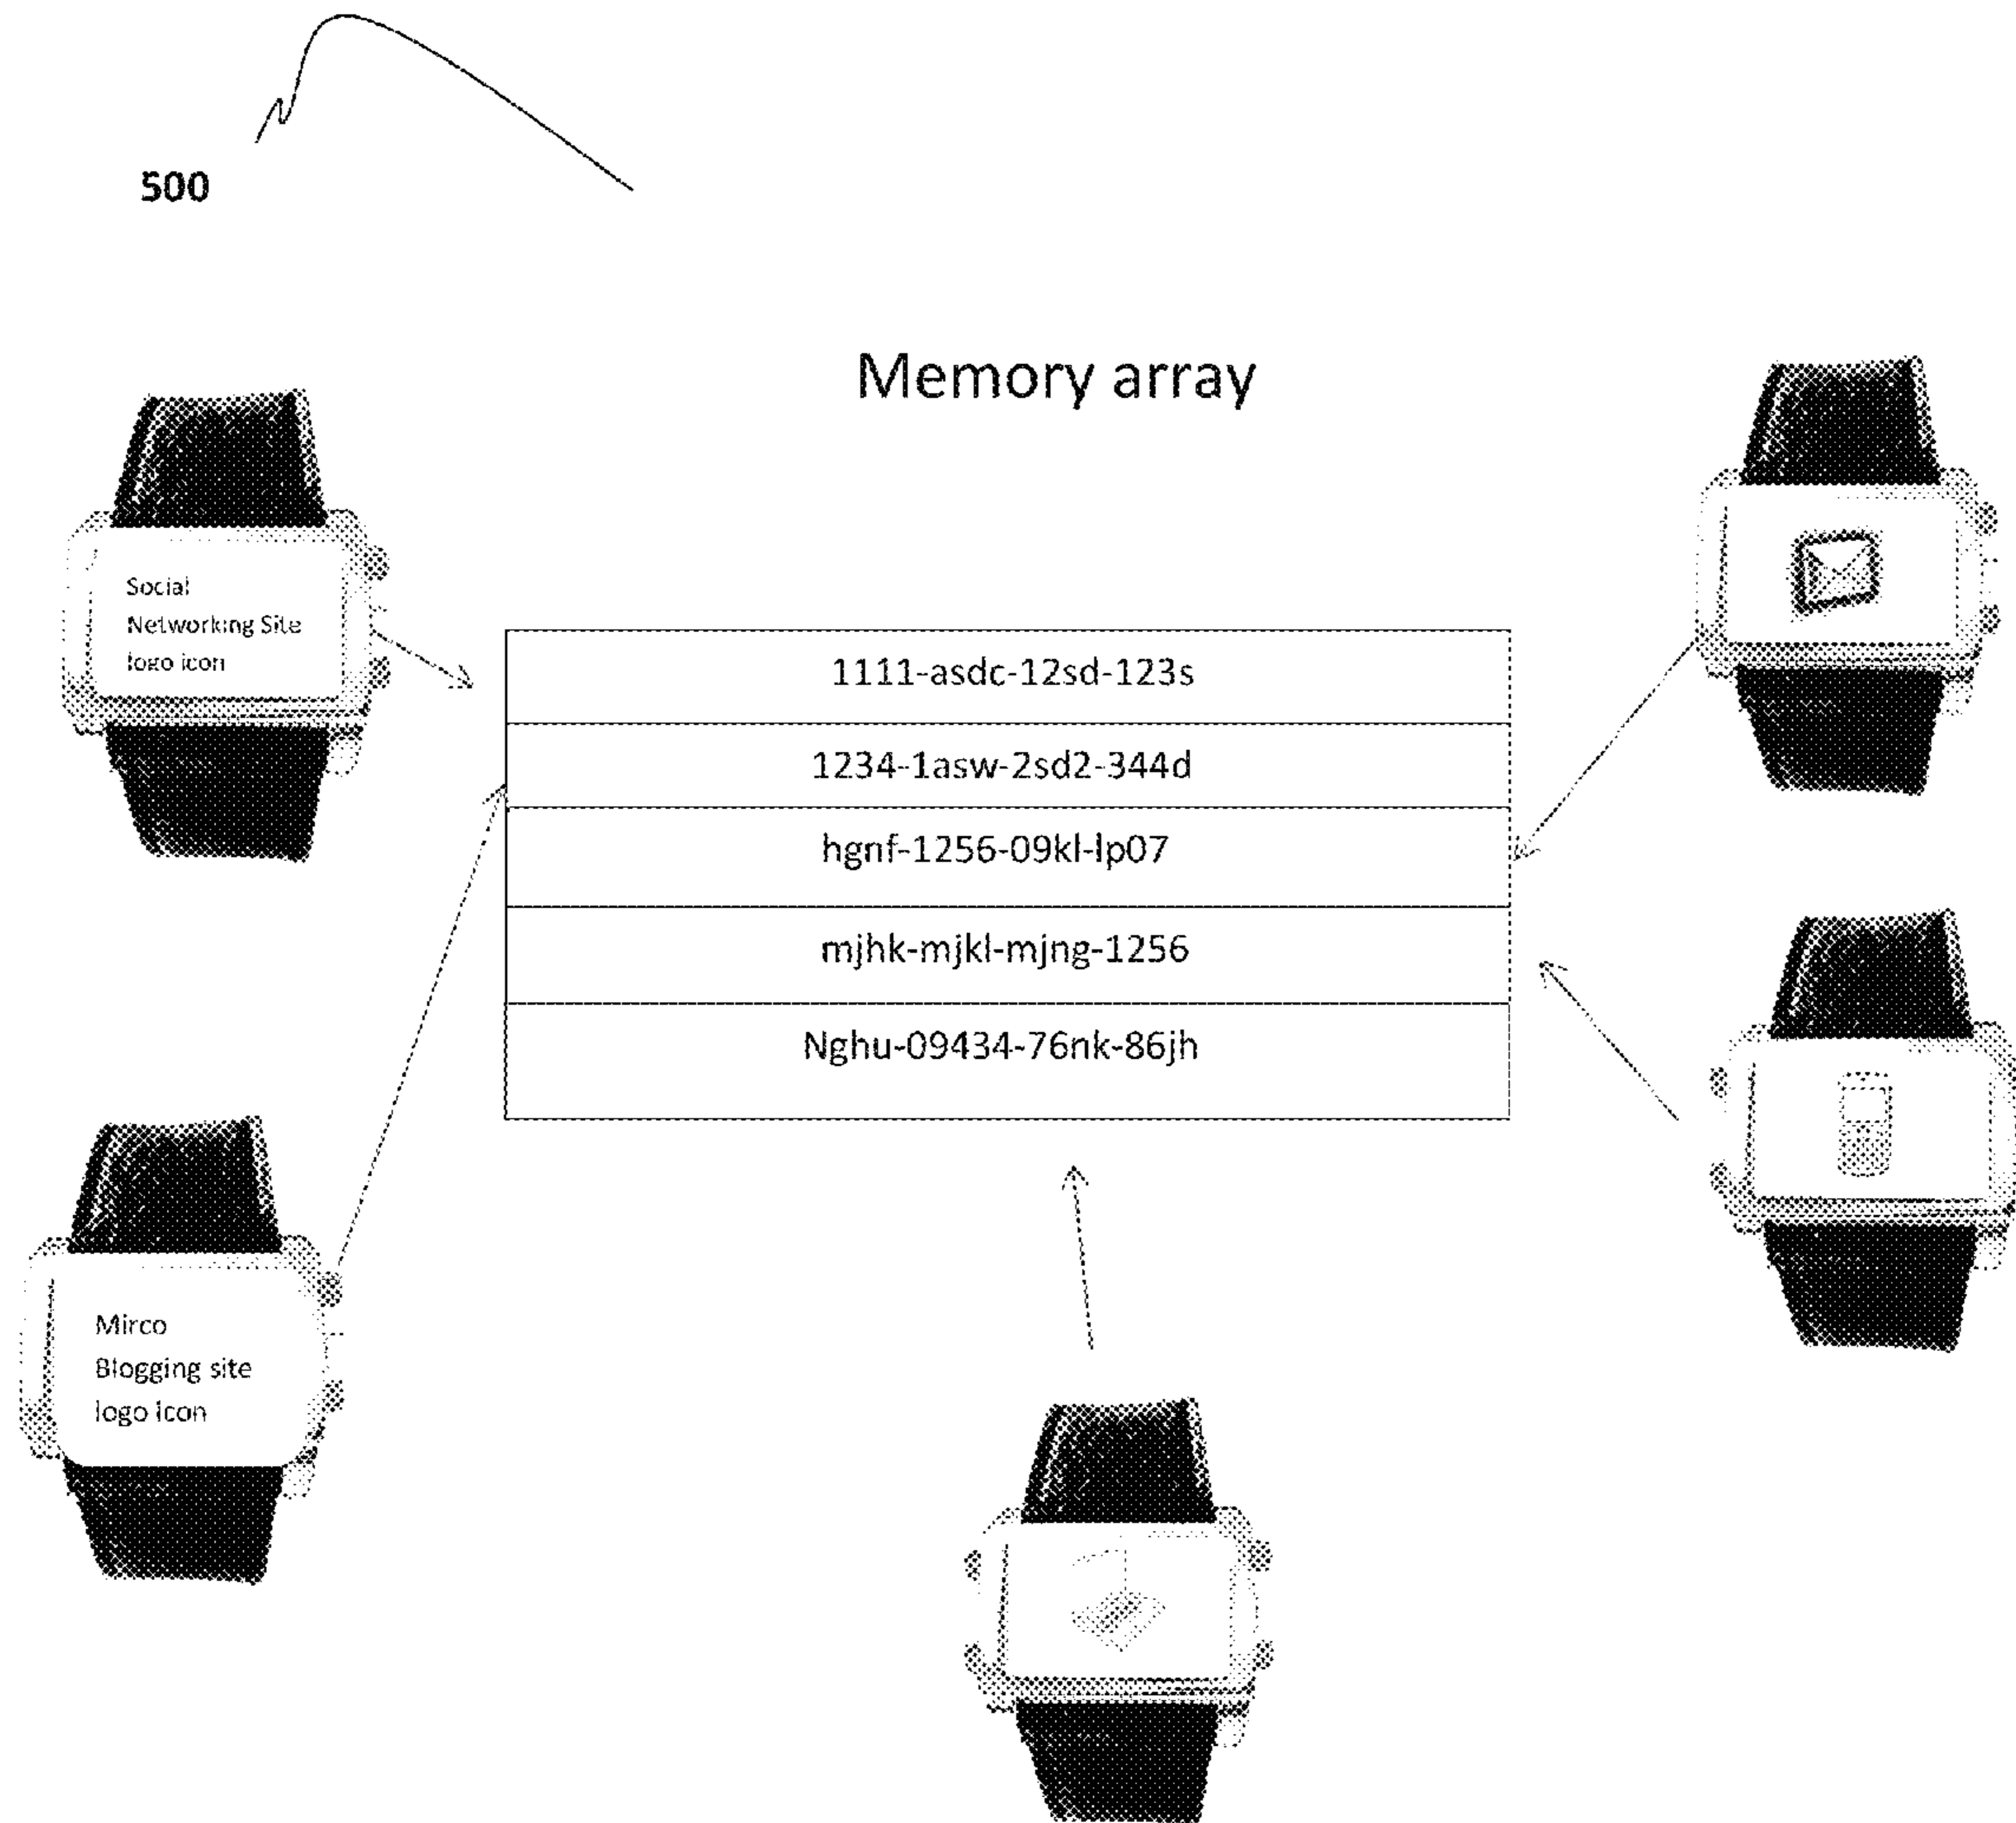 500
Memory array
Social
Networking Site
logo icon
1111-asdc-12sd-123s
1234-1asw-2sd2-344d
hgnf-1256-09kl-lp07
mjhk-mjkl-mjng-1256
Nghu-09434-76nk-86jh
Mirco
Blogging site
logo Icon